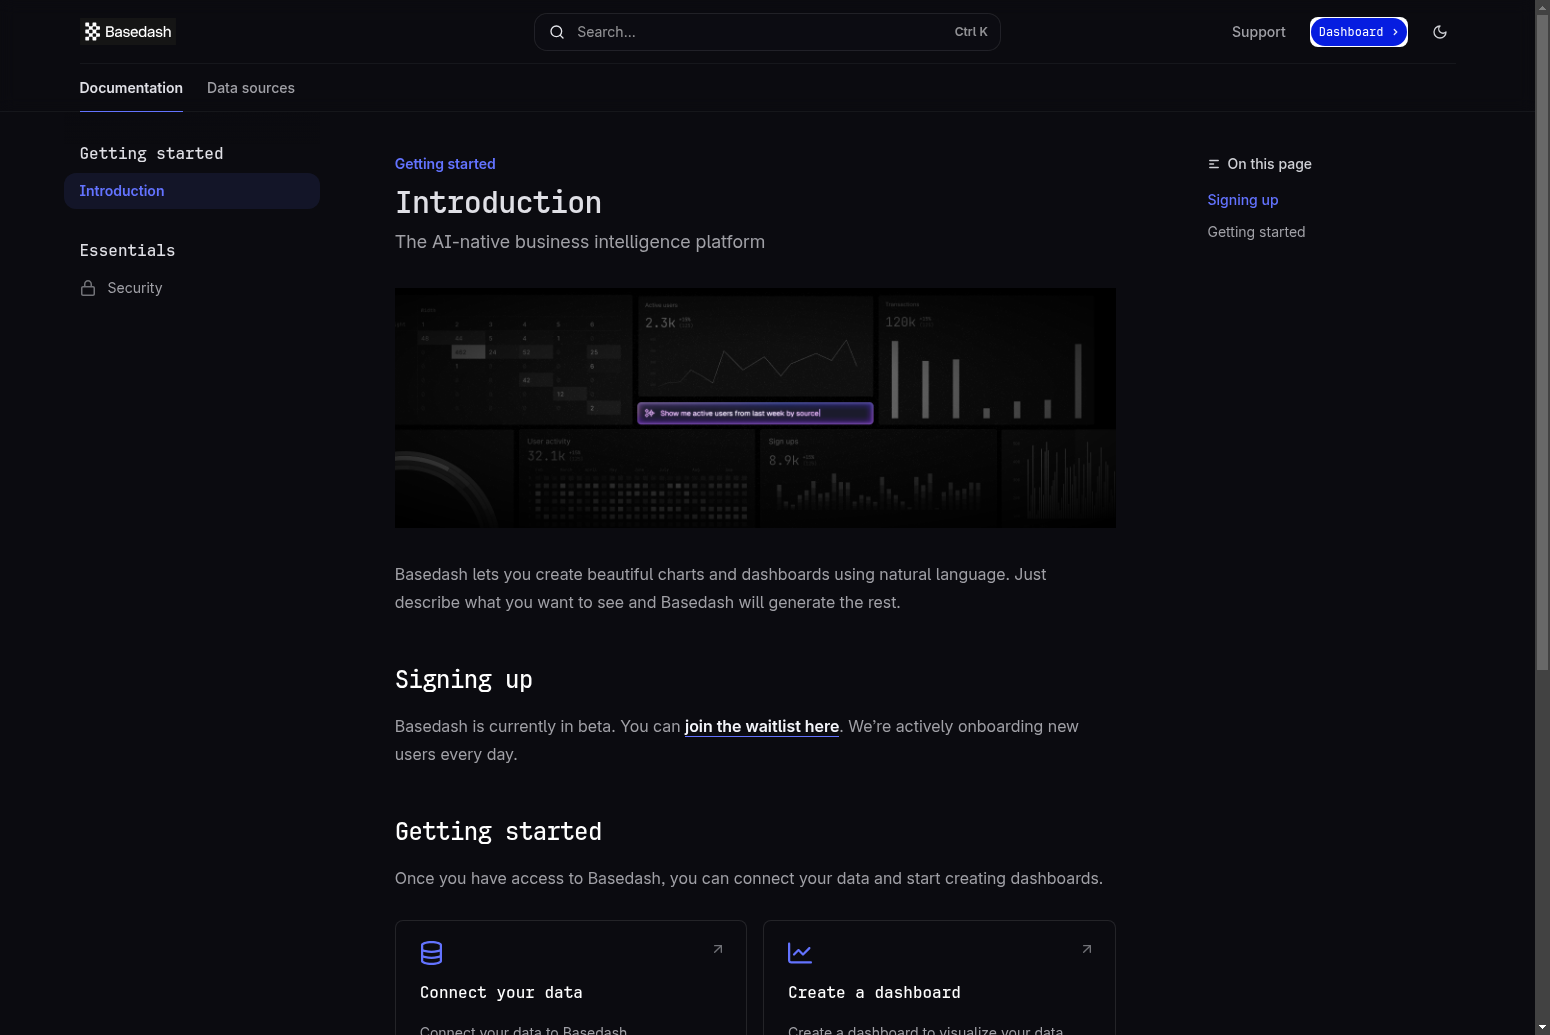 Basedash
Search...
Ctrl K
Support
Dashboard
Documentation
Data sources
Getting started
Introduction
Essentials
Security
Getting started
Introduction
The AI-native business intelligence platform
Active users
2.3k
Transactions
120k
Show me active users from last week by source
User activity
32.1k
Sign ups
8.9k
Basedash lets you create beautiful charts and dashboards using natural language. Just
describe what you want to see and Basedash will generate the rest.
Signing up
Basedash is currently in beta. You can join the waitlist here. We’re actively onboarding new
users every day.
Getting started
Once you have access to Basedash, you can connect your data and start creating dashboards.
Connect your data
Connect your data to Basedash
Create a dashboard
Create a dashboard to visualize your data
On this page
Signing up
Getting started